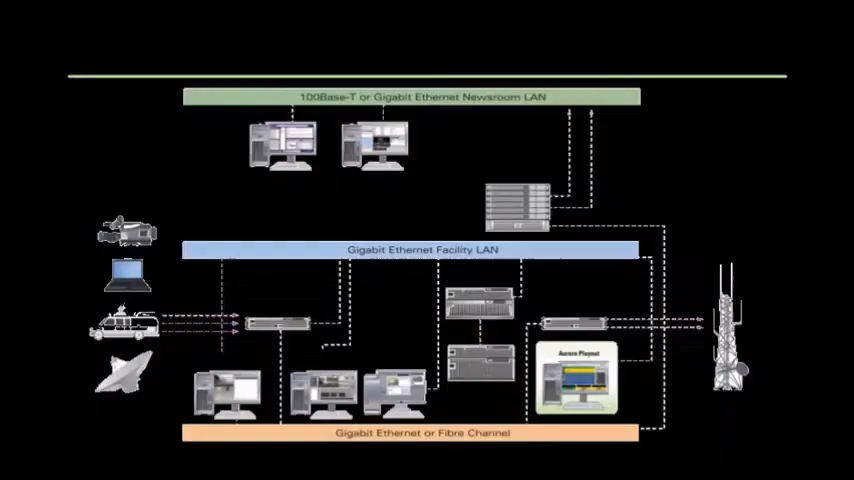 100Base-T or Gigabit Ethernet Newsroom LAN
Gigabit Ethernet Facility LAN
Aurora Playout
Gigabit Ethernet or Fibre Channel